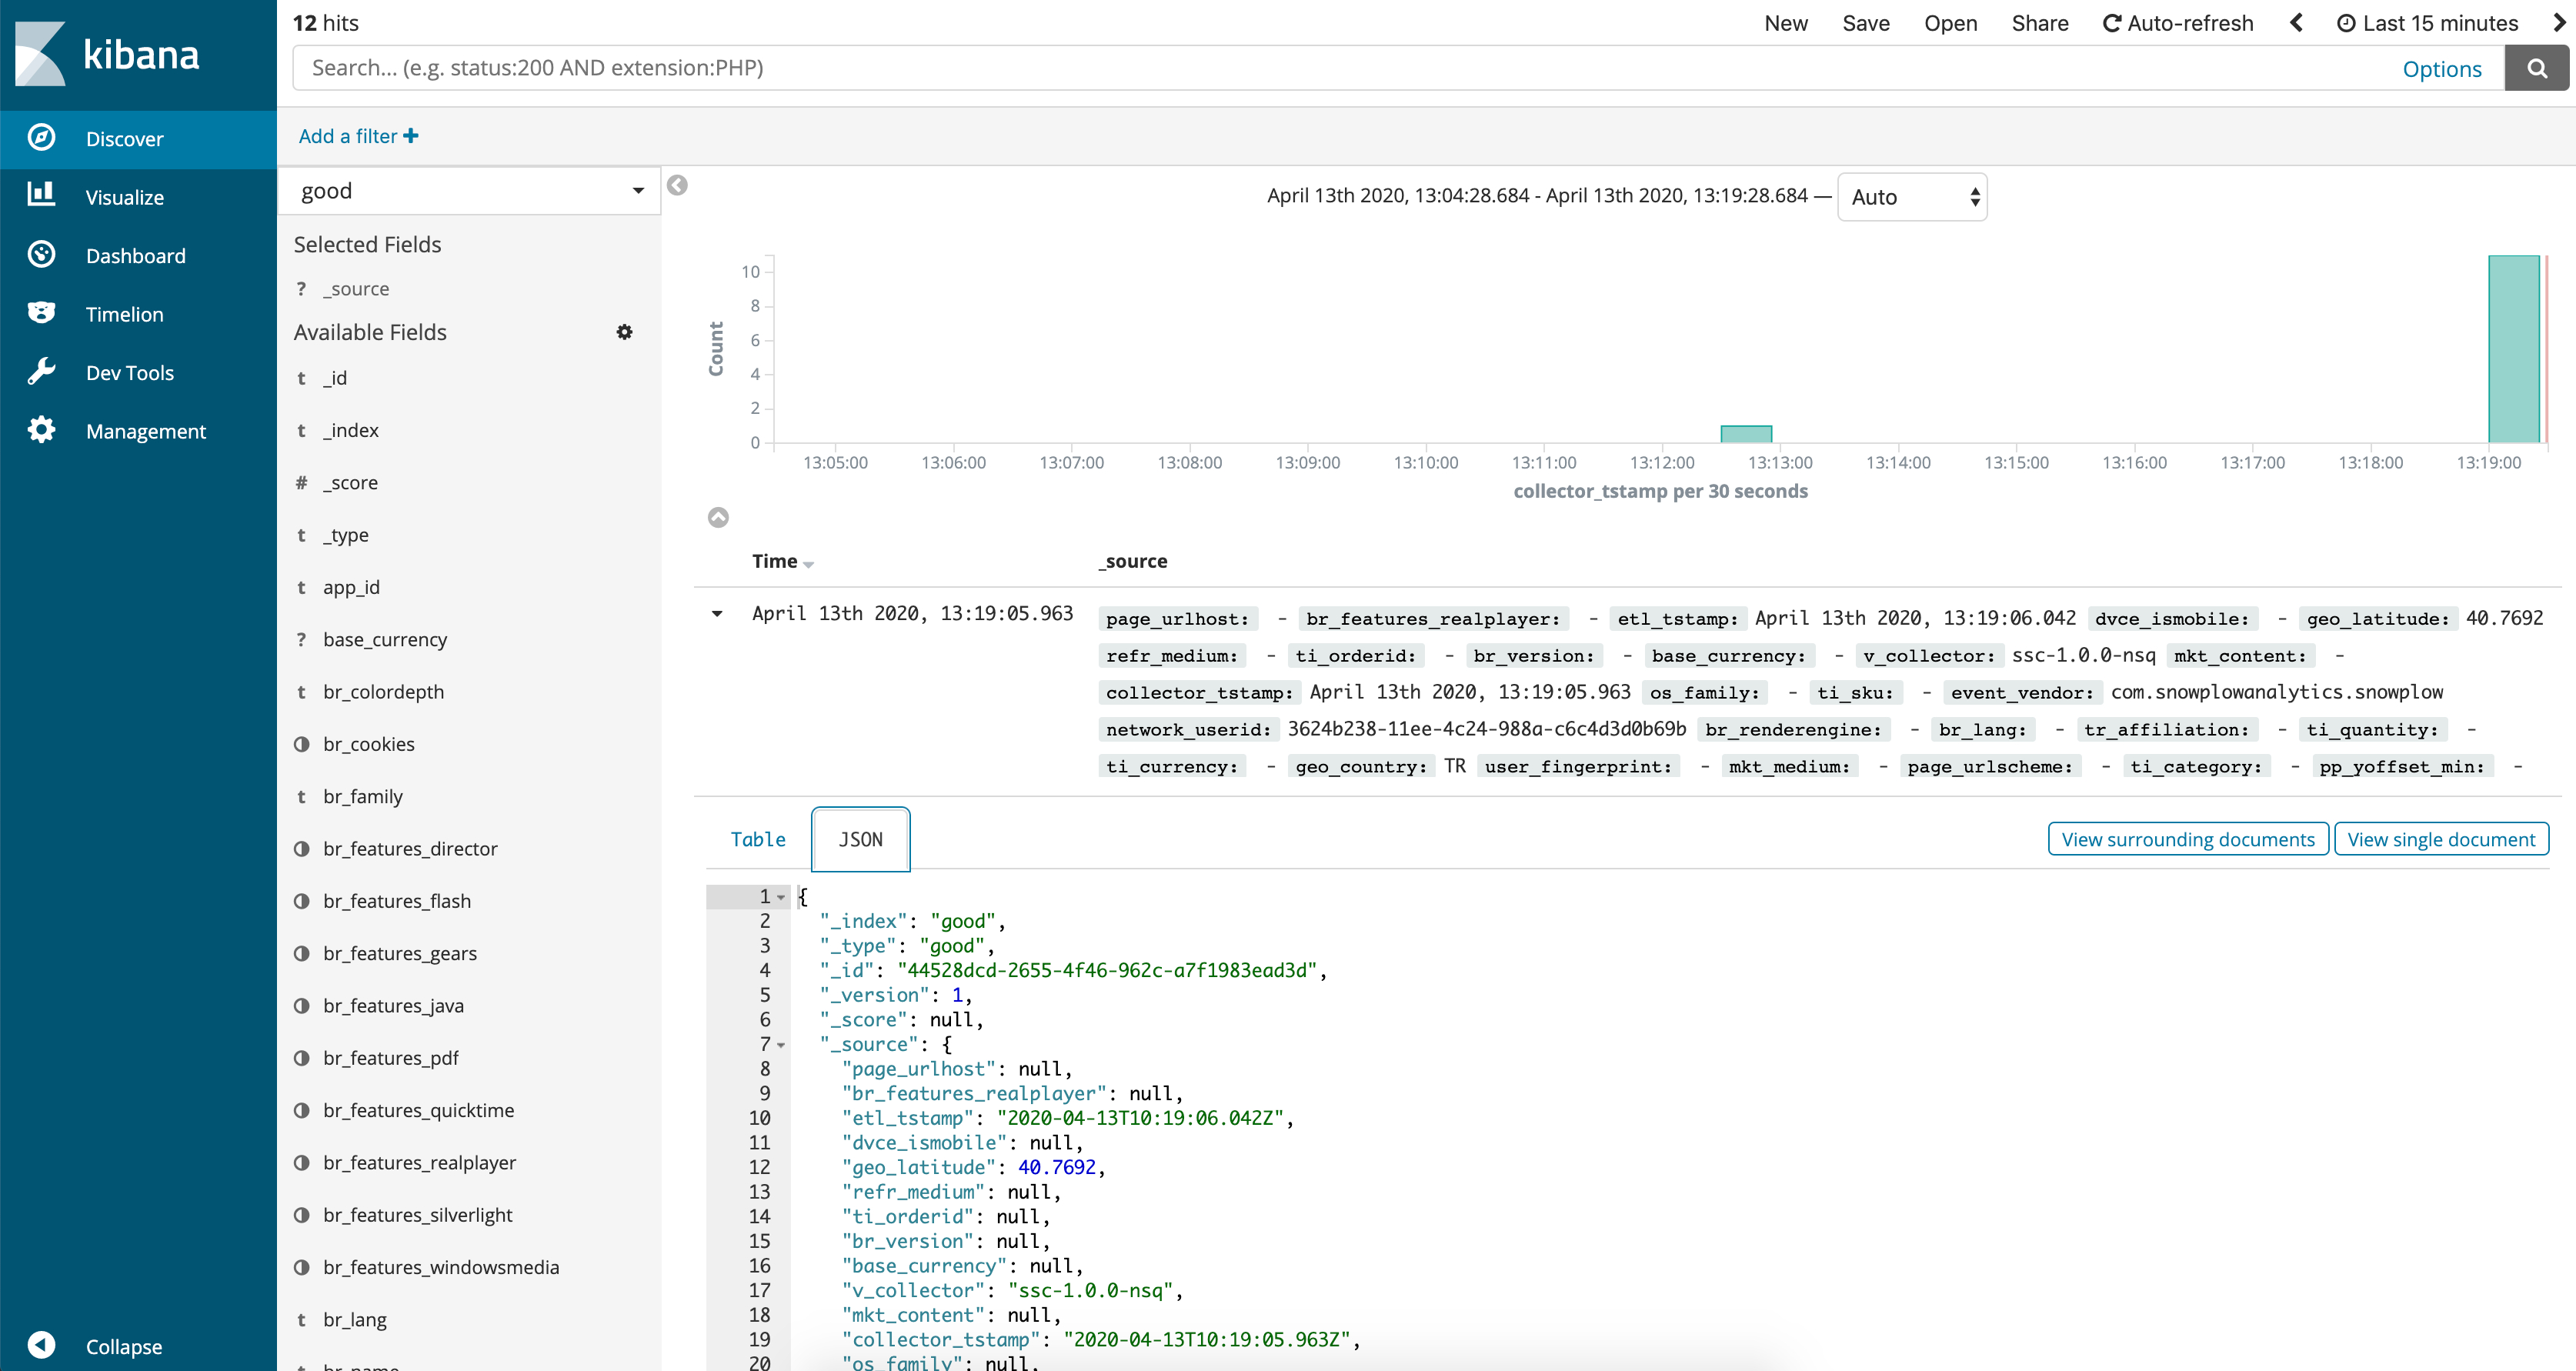 kibana
Discover
Visualize
Dashboard
Timelion
Dev Tools
Management
Collapse
12 hits
New Save Open Share Auto-refresh Last 15 minutes
Search... (e.g. status:200 AND extension:PHP) Options
Add a filter +
good
Selected Fields
? _source
Available Fields
t _id
t _index
# _score
t _type
t app_id
? base_currency
t br_colordepth
br_cookies
t br_family
br_features_director
br_features_flash
br_features_gears
br_features_java
br_features_pdf
br_features_quicktime
br_features_realplayer
br_features_silverlight
br_features_windowsmedia
t br_lang
April 13th 2020, 13:04:28.684 - April 13th 2020, 13:19:28.684 — Auto
Count
10
8
6
4
2
0
13:05:00 13:06:00 13:07:00 13:08:00 13:09:00 13:10:00 13:11:00 13:12:00 13:13:00 13:14:00 13:15:00 13:16:00 13:17:00 13:18:00 13:19:00
collector_tstamp per 30 seconds
Time _source
April 13th 2020, 13:19:05.963 page_urlhost: - br_features_realplayer: - etl_tstamp: April 13th 2020, 13:19:06.042 dvce_ismobile: - geo_latitude: 40.7692
refr_medium: - ti_orderid: - br_version: - base_currency: - v_collector: ssc-1.0.0-nsq mkt_content: -
collector_tstamp: April 13th 2020, 13:19:05.963 os_family: - ti_sku: - event_vendor: com.snowplowanalytics.snowplow
network_userid: 3624b238-11ee-4c24-988a-c6c4d3d0b69b br_renderengine: - br_lang: - tr_affiliation: - ti_quantity: -
ti_currency: - geo_country: TR user_fingerprint: - mkt_medium: - page_urlscheme: - ti_category: - pp_yoffset_min: -
Table JSON View surrounding documents View single document
1 {
2 "_index": "good",
3 "_type": "good",
4 "_id": "44528dcd-2655-4f46-962c-a7f1983ead3d",
5 "_version": 1,
6 "_score": null,
7 "_source": {
8 "page_urlhost": null,
9 "br_features_realplayer": null,
10 "etl_tstamp": "2020-04-13T10:19:06.042Z",
11 "dvce_ismobile": null,
12 "geo_latitude": 40.7692,
13 "refr_medium": null,
14 "ti_orderid": null,
15 "br_version": null,
16 "base_currency": null,
17 "v_collector": "ssc-1.0.0-nsq",
18 "mkt_content": null,
19 "collector_tstamp": "2020-04-13T10:19:05.963Z",
20 "os_family": null,